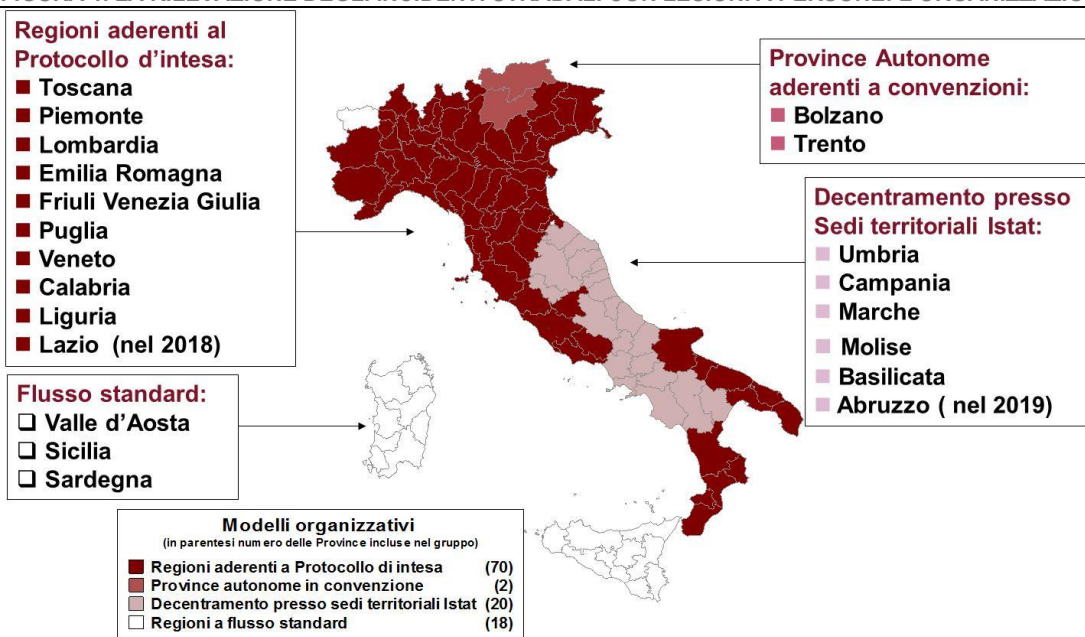 Regioni aderenti al
Protocollo d'intesa:
Toscana
Piemonte
Lombardia
Emilia Romagna
Friuli Venezia Giulia
Puglia
Veneto
Calabria
Liguria
Lazio (nel 2018)
Flusso standard:
Valle d'Aosta
Sicilia
Sardegna
Province Autonome
aderenti a convenzioni:
Bolzano
Trento
Decentramento presso
Sedi territoriali Istat:
Umbria
Campania
Marche
Molise
Basilicata
Abruzzo ( nel 2019)
Modelli organizzativi
(in parentesi numero delle Province incluse nel gruppo)
Regioni aderenti a Protocollo di intesa (70)
Province autonome in convenzione (2)
Decentramento presso sedi territoriali Istat (20)
Regioni a flusso standard (18)